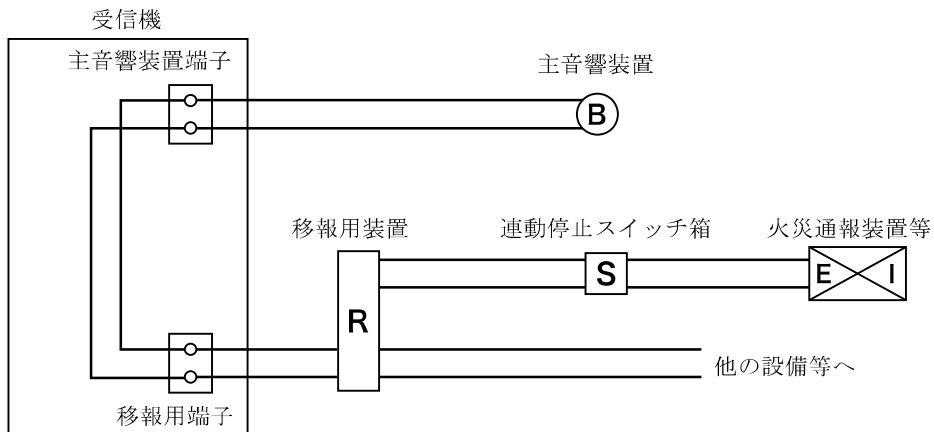 受信機
主音響装置端子
主音響装置
B
移報用装置
連動停止スイッチ箱
火災通報装置等
S
E I
R
他の設備等へ
移報用端子